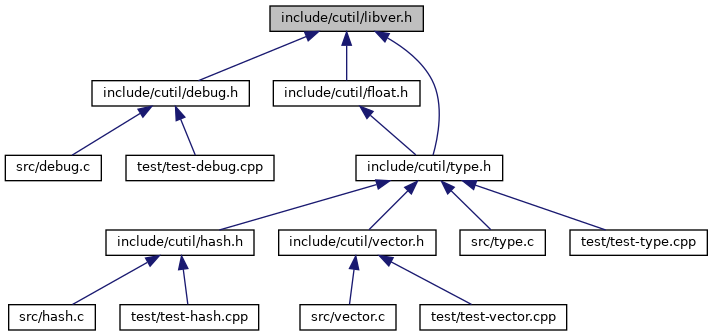 include/cutil/libver.h
include/cutil/debug.h
include/cutil/float.h
src/debug.c
test/test-debug.cpp
include/cutil/type.h
include/cutil/hash.h
include/cutil/vector.h
src/type.c
test/test-type.cpp
src/hash.c
test/test-hash.cpp
src/vector.c
test/test-vector.cpp